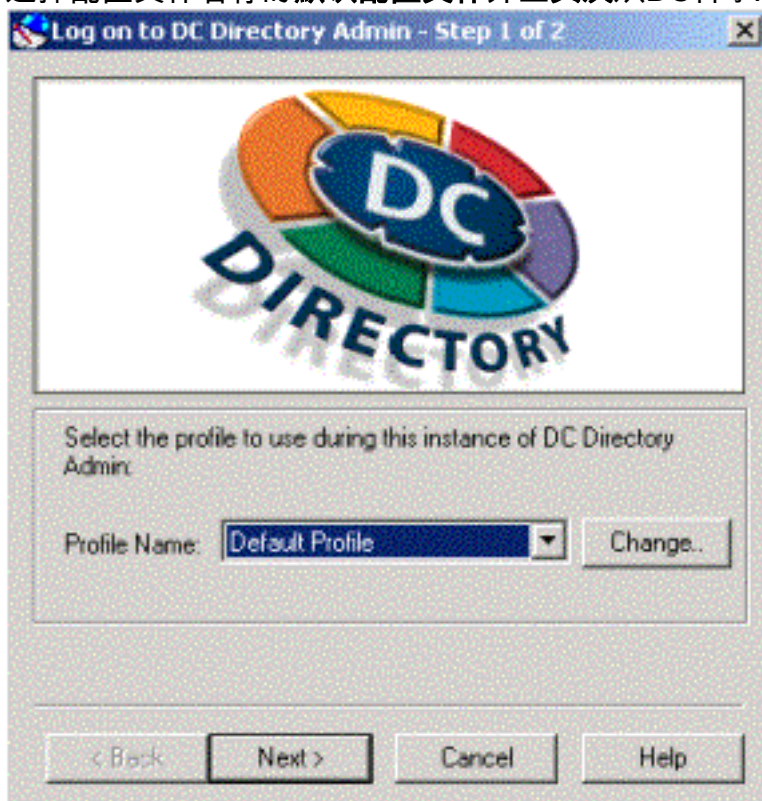 Log on to DC Directory Admin - Step 1 of 2
DC
DIRECTORY
Select the profile to use during this instance of DC Directory
Admin:
Profile Name:
Default Profile
Change..
< Back
Next >
Cancel
Help